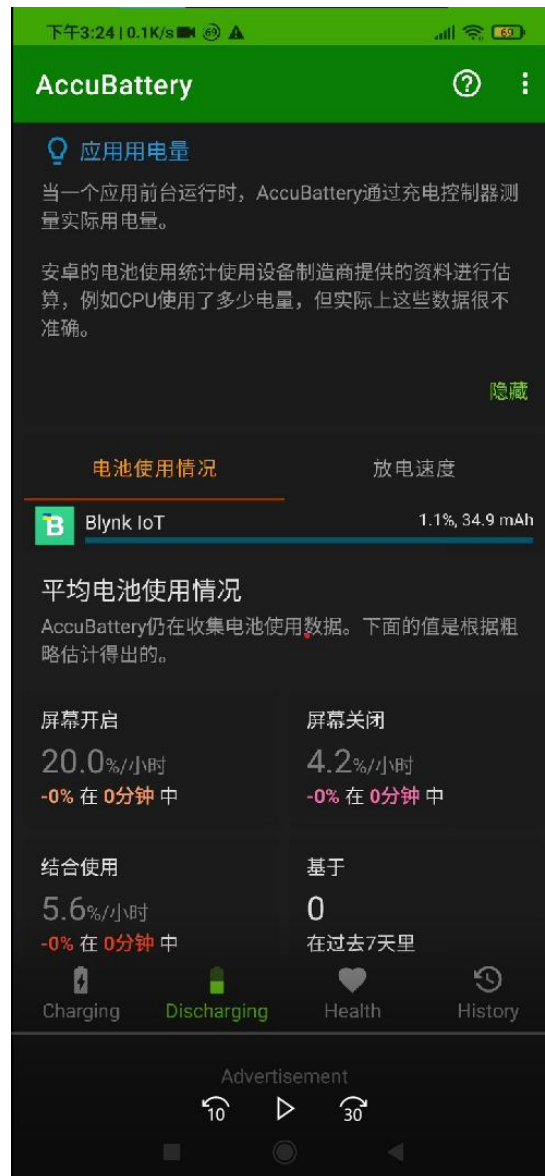 下午3:24 | 0.1K/s 69
69
AccuBattery
应用用电量
当一个应用前台运行时，AccuBattery通过充电控制器测
量实际用电量。
安卓的电池使用统计使用设备制造商提供的资料进行估
算，例如CPU使用了多少电量，但实际上这些数据很不
准确。
隐藏
电池使用情况 放电速度
B Blynk IoT 1.1%, 34.9 mAh
平均电池使用情况
AccuBattery仍在收集电池使用数据。下面的值是根据粗
略估计得出的。
屏幕开启 屏幕关闭
20.0%/小时 4.2%/小时
-0% 在 0分钟 中 -0% 在 0分钟 中
结合使用 基于
5.6%/小时 0
-0% 在 0分钟 中 在过去7天里
Charging Discharging Health History
Advertisement
10 30